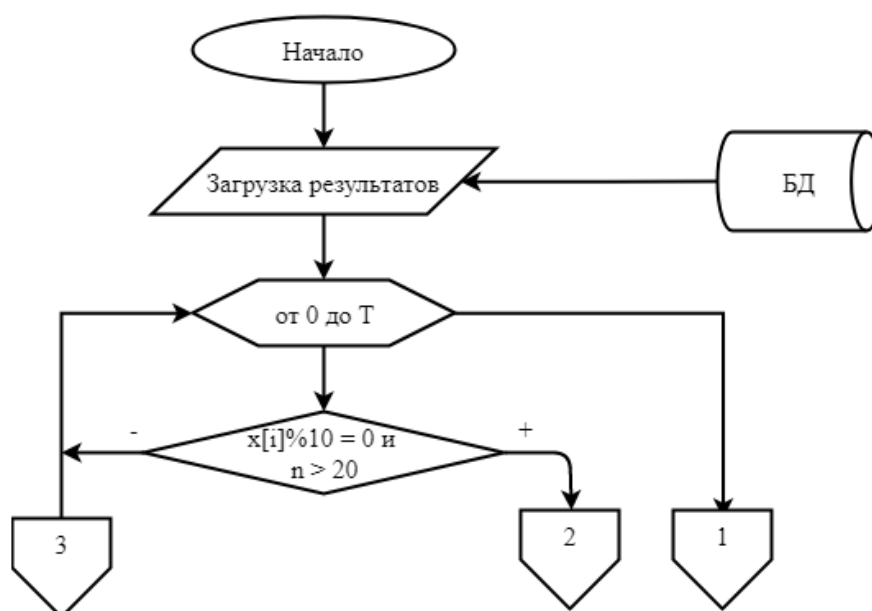 Начало
Загрузка результатов
БД
от 0 до T
-
x[i]%10 = 0 и
n > 20
+
3
2
1